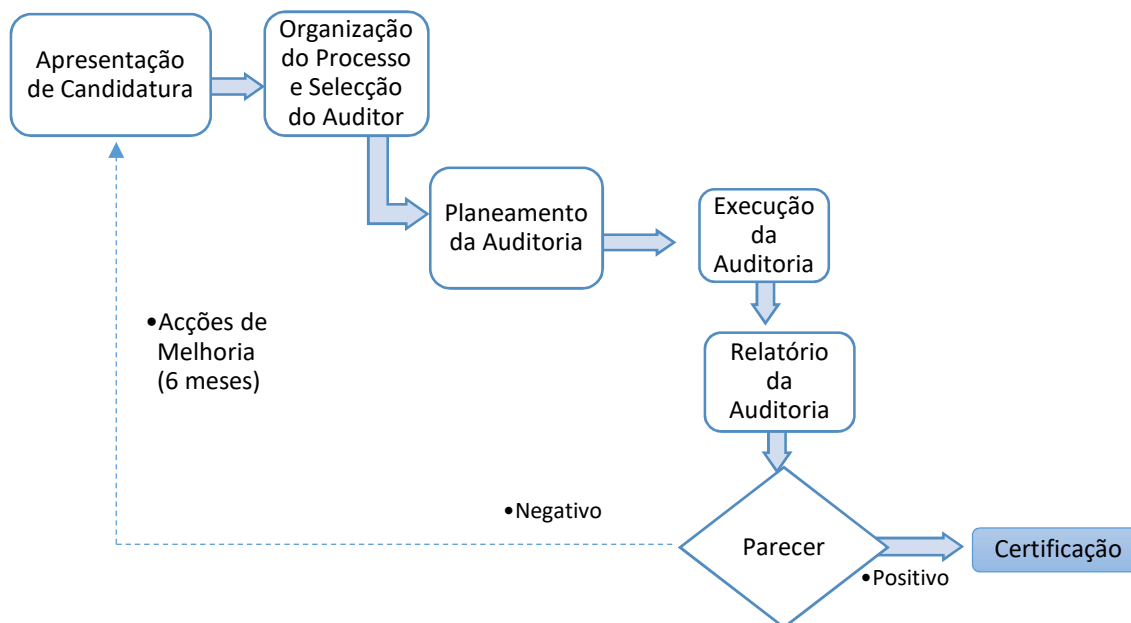 Apresentação
de Candidatura
Organização
do Processo
e Selecção
do Auditor
Planeamento
da Auditoria
Execução
da
Auditoria
•Acções de
Melhoria
(6 meses)
Relatório
da
Auditoria
•Negativo
Parecer
Certificação
•Positivo